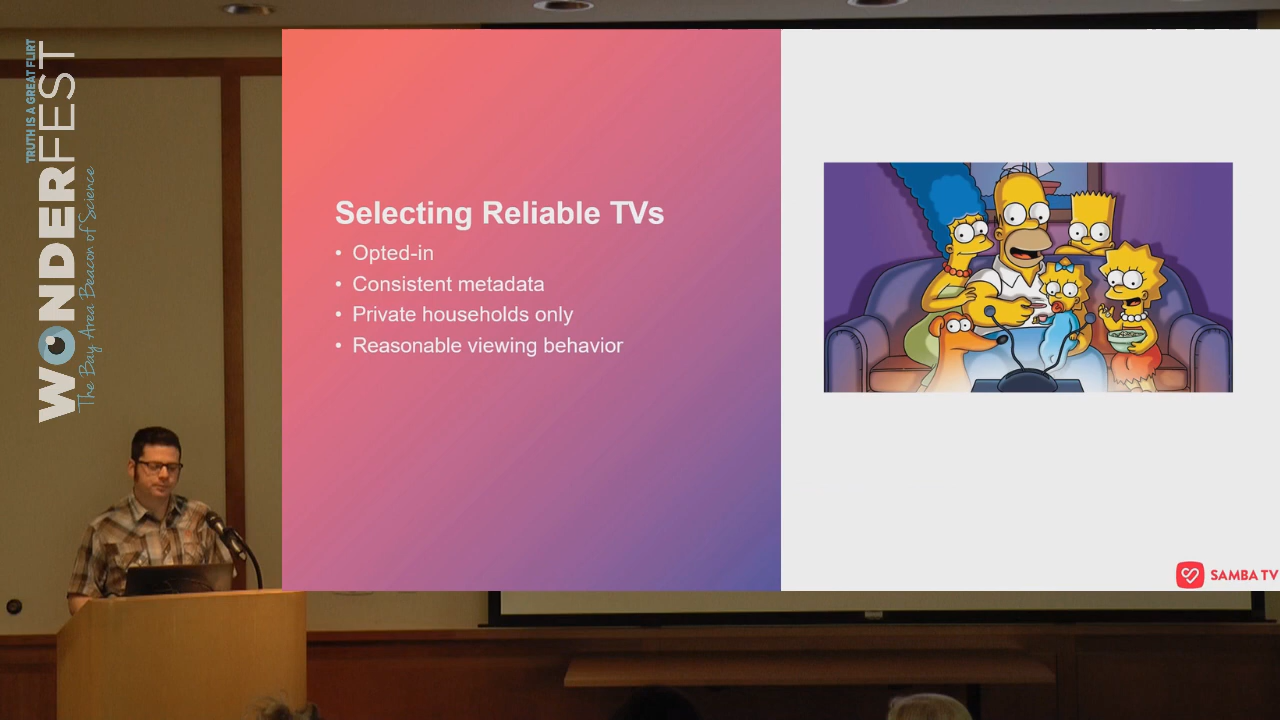 TRUTH IS A GREAT FLIRT
WONDERFEST
The Bay Area Beacon of Science
Selecting Reliable TVs
• Opted-in
• Consistent metadata
• Private households only
• Reasonable viewing behavior
SAMBA TV